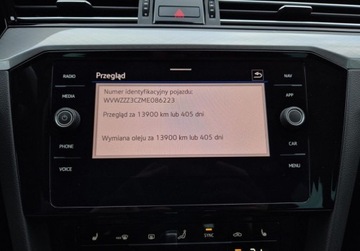 RADIO
Przegląd
NAV
MEDIA
APP
Numer identyfikacyjny pojazdu:
WVWZZZ3CZME086223
Przegląd za 13900 km lub 405 dni
Wymiana oleju za 13900 km lub 405 dni
PHONE
CAR
VOICE
MENU
SYNC